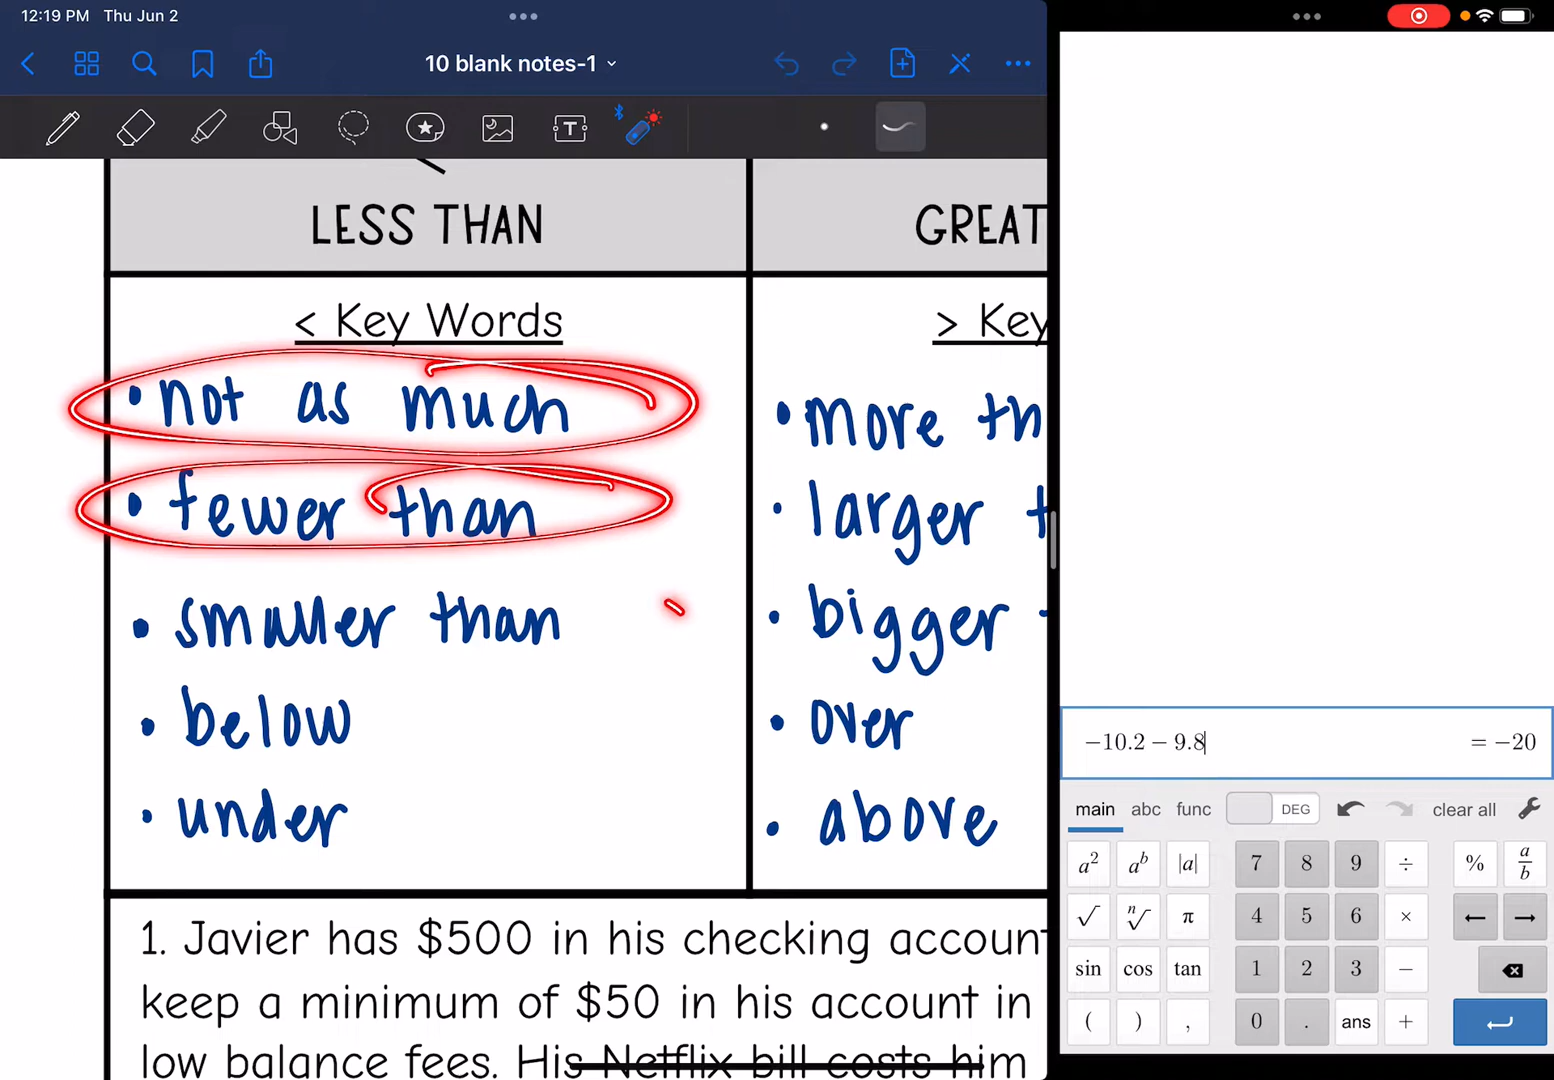 12:19 PM Thu Jun 2
10 blank notes-1
T
LESS THAN
GREAT
< Key Words
> Key
• not as much
• more th
• fewer than
• larger t
• smaller than
• bigger
• below
• over
• under
• above
1. Javier has $500 in his checking account
keep a minimum of $50 in his account in
low balance fees. His Netflix bill costs him
−10.2 − 9.8
= −20
main abc func DEG clear all
a² aᵇ |a| 7 8 9 ÷ % a/b
√ ⁿ√ π 4 5 6 × ← →
sin cos tan 1 2 3 −
( ) , 0 . ans +